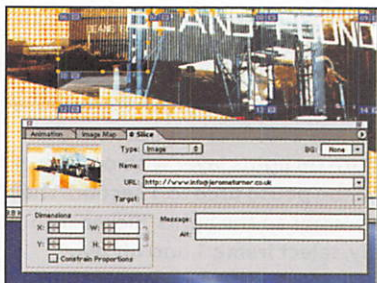 Animation Image Map Slice
Type: Image BG: None
Name:
URL: http://www.info@jerometurner.co.uk
Target:
Dimensions
X: W:
Y: H:
Constrain Proportions
Message:
Alt: